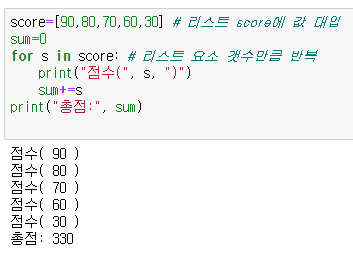 score=[90,80,70,60,30] # 리스트 score에 값 대입
sum=0
for s in score: # 리스트 요소 갯수만큼 반복
    print("점수(", s, ")")
    sum+=s
print("총점:", sum)
점수( 90 )
점수( 80 )
점수( 70 )
점수( 60 )
점수( 30 )
총점: 330